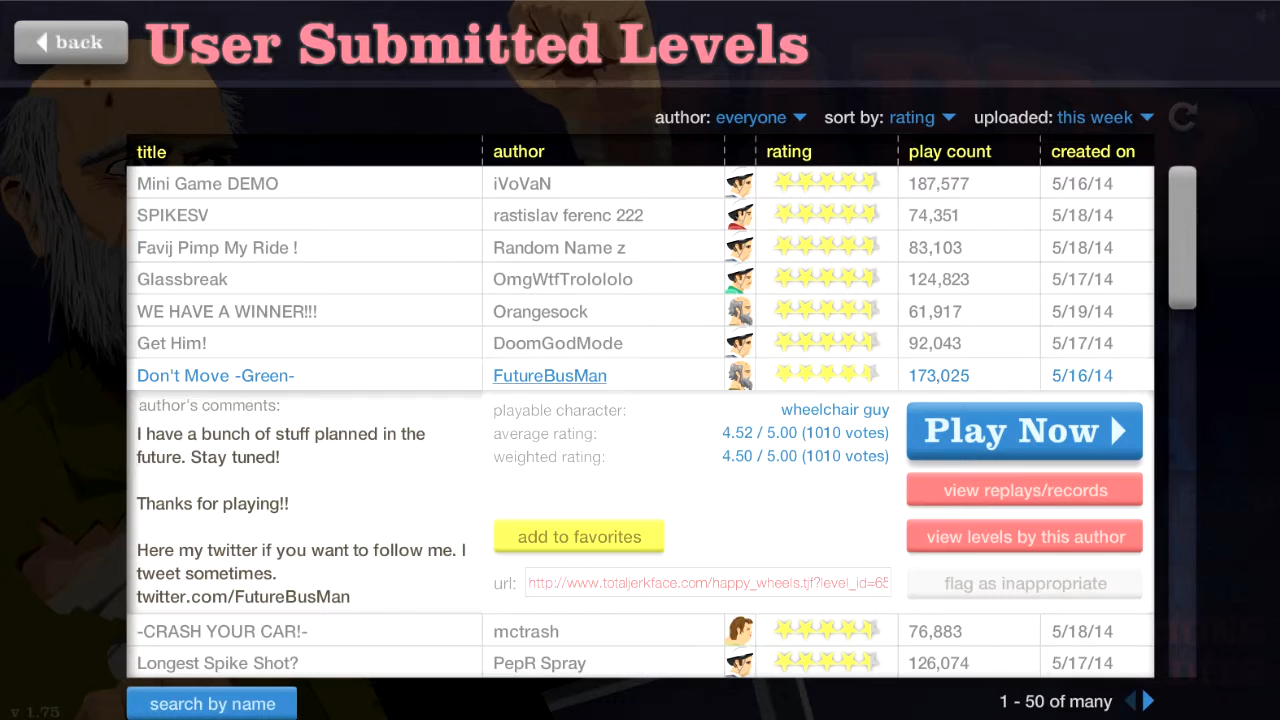 back
User Submitted Levels
author: everyone sort by: rating uploaded: this week
title author rating play count created on
Mini Game DEMO iVoVaN 187,577 5/16/14
SPIKESV rastislav ferenc 222 74,351 5/18/14
Favij Pimp My Ride ! Random Name z 83,103 5/18/14
Glassbreak OmgWtfTrolololo 124,823 5/17/14
WE HAVE A WINNER!!! Orangesock 61,917 5/19/14
Get Him! DoomGodMode 92,043 5/17/14
Don't Move -Green- FutureBusMan 173,025 5/16/14
author's comments:
I have a bunch of stuff planned in the
future. Stay tuned!
Thanks for playing!!
Here my twitter if you want to follow me. I
tweet sometimes.
twitter.com/FutureBusMan
playable character: wheelchair guy
average rating: 4.52 / 5.00 (1010 votes)
weighted rating: 4.50 / 5.00 (1010 votes)
add to favorites
url: http://www.totaljerkface.com/happy_wheels.tjf?level_id=65
Play Now
view replays/records
view levels by this author
flag as inappropriate
-CRASH YOUR CAR!- mctrash 76,883 5/18/14
Longest Spike Shot? PepR Spray 126,074 5/17/14
search by name
1 - 50 of many
v 1.75